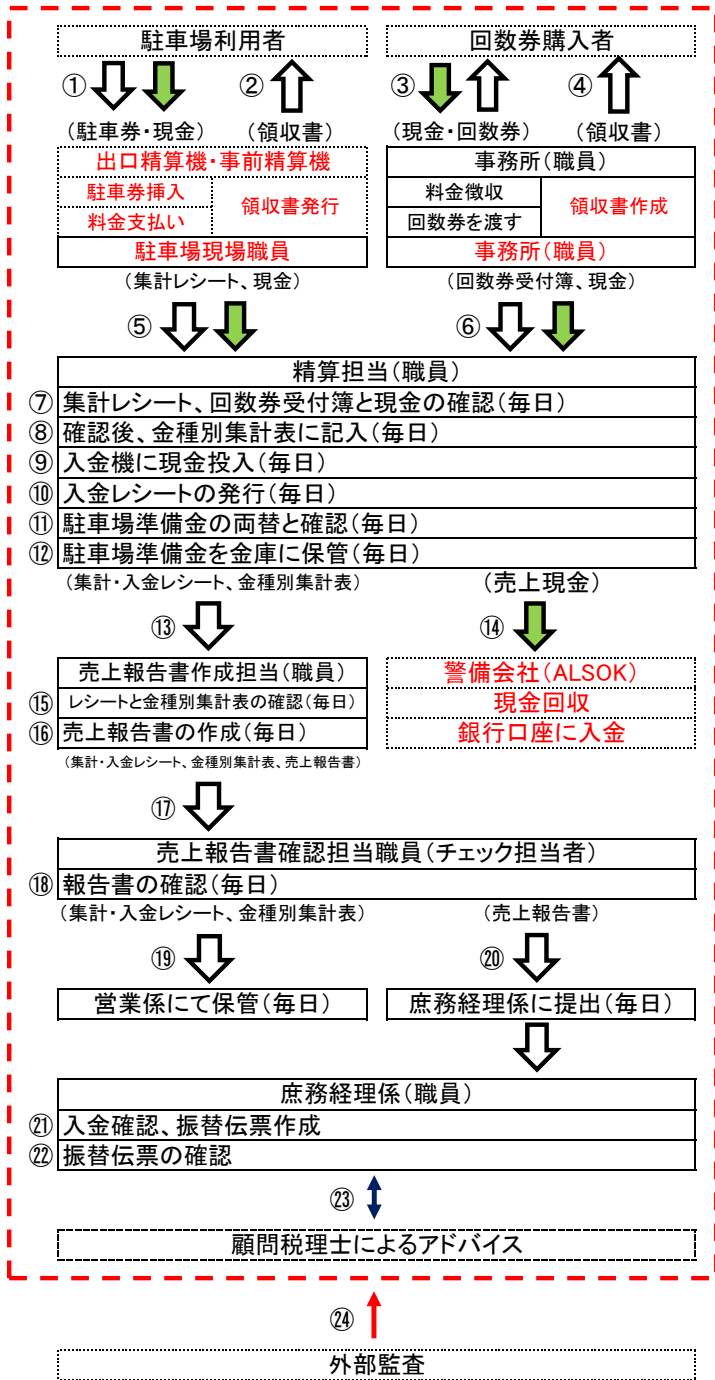 駐車場利用者 回数券購入者
① ② ③ ④
(駐車券・現金) (領収書) (現金・回数券) (領収書)
出口精算機・事前精算機 事務所(職員)
駐車券挿入 領収書発行 料金徴収 領収書作成
料金支払い 回数券を渡す
駐車場現場職員 事務所(職員)
(集計レシート、現金) (回数券受付簿、現金)
⑤ ⑥
精算担当(職員)
⑦ 集計レシート、回数券受付簿と現金の確認(毎日)
⑧ 確認後、金種別集計表に記入(毎日)
⑨ 入金機に現金投入(毎日)
⑩ 入金レシートの発行(毎日)
⑪ 駐車場準備金の両替と確認(毎日)
⑫ 駐車場準備金を金庫に保管(毎日)
(集計・入金レシート、金種別集計表) (売上現金)
⑬ ⑭
売上報告書作成担当(職員) 警備会社(ALSOK)
⑮ レシートと金種別集計表の確認(毎日) 現金回収
⑯ 売上報告書の作成(毎日) 銀行口座に入金
(集計・入金レシート、金種別集計表、売上報告書)
⑰
売上報告書確認担当職員(チェック担当者)
⑱ 報告書の確認(毎日)
(集計・入金レシート、金種別集計表) (売上報告書)
⑲ ⑳
営業係にて保管(毎日) 庶務経理係に提出(毎日)
庶務経理係(職員)
㉑ 入金確認、振替伝票作成
㉒ 振替伝票の確認
㉓
顧問税理士によるアドバイス
㉔
外部監査